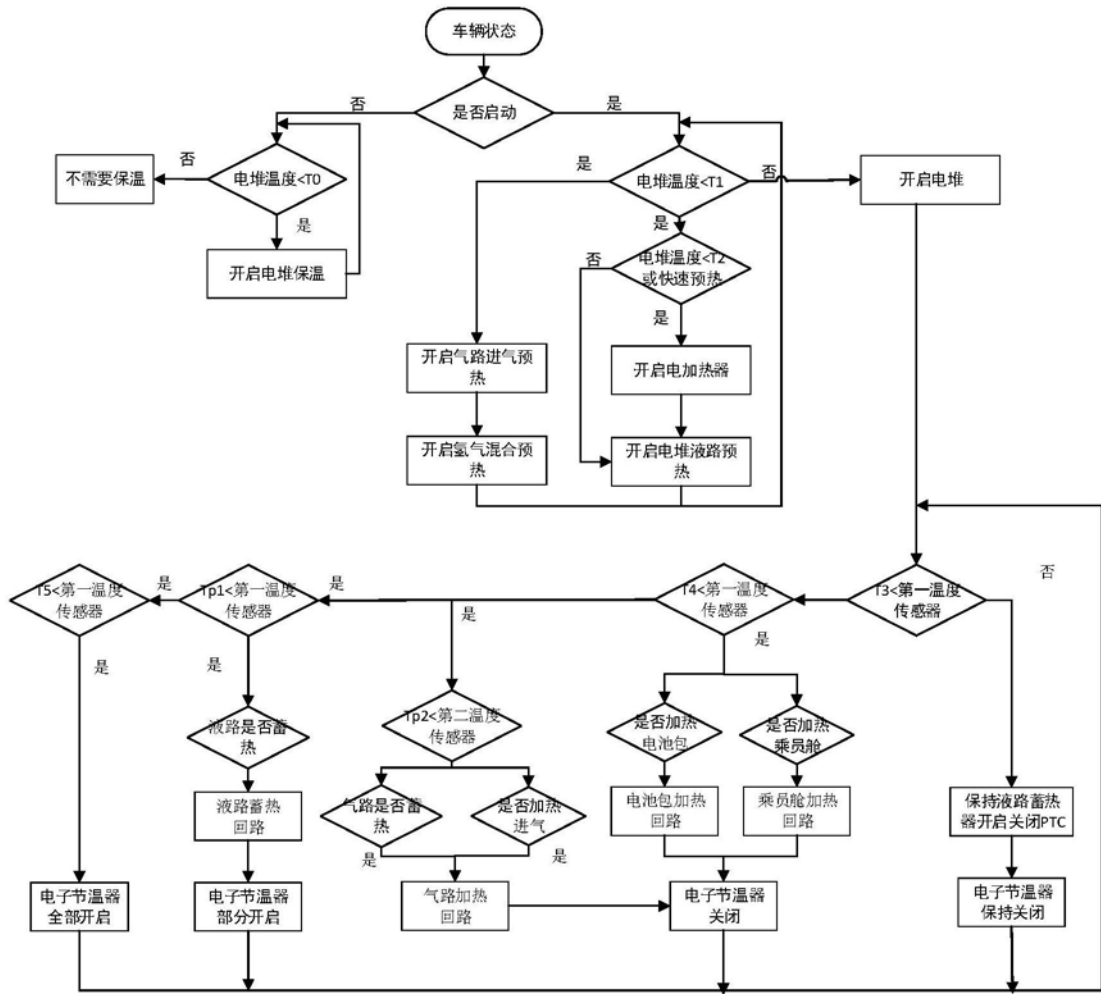 车辆状态
是否启动
否
是
电堆温度<T0
否
不需要保温
是
开启电堆保温
是
电堆温度<T1
否
开启电堆
是
电堆温度<T2
或快速预热
否
是
开启气路进气预
热
开启电加热器
开启氢气混合预
热
开启电堆液路预
热
T5<第一温度
传感器
是
Tp1<第一温度
传感器
是
T4<第一温度
传感器
T3<第一温度
传感器
否
是
是
是
是
液路是否蓄
热
Tp2<第二温度
传感器
是否加热
电池包
是否加热
乘员舱
液路蓄热
回路
气路是否蓄
热
是否加热
进气
电池包加热
回路
乘员舱加热
回路
保持液路蓄热
器开启关闭PTC
是
是
电子节温器
全部开启
电子节温器
部分开启
气路加热
回路
电子节温器
关闭
电子节温器
保持关闭